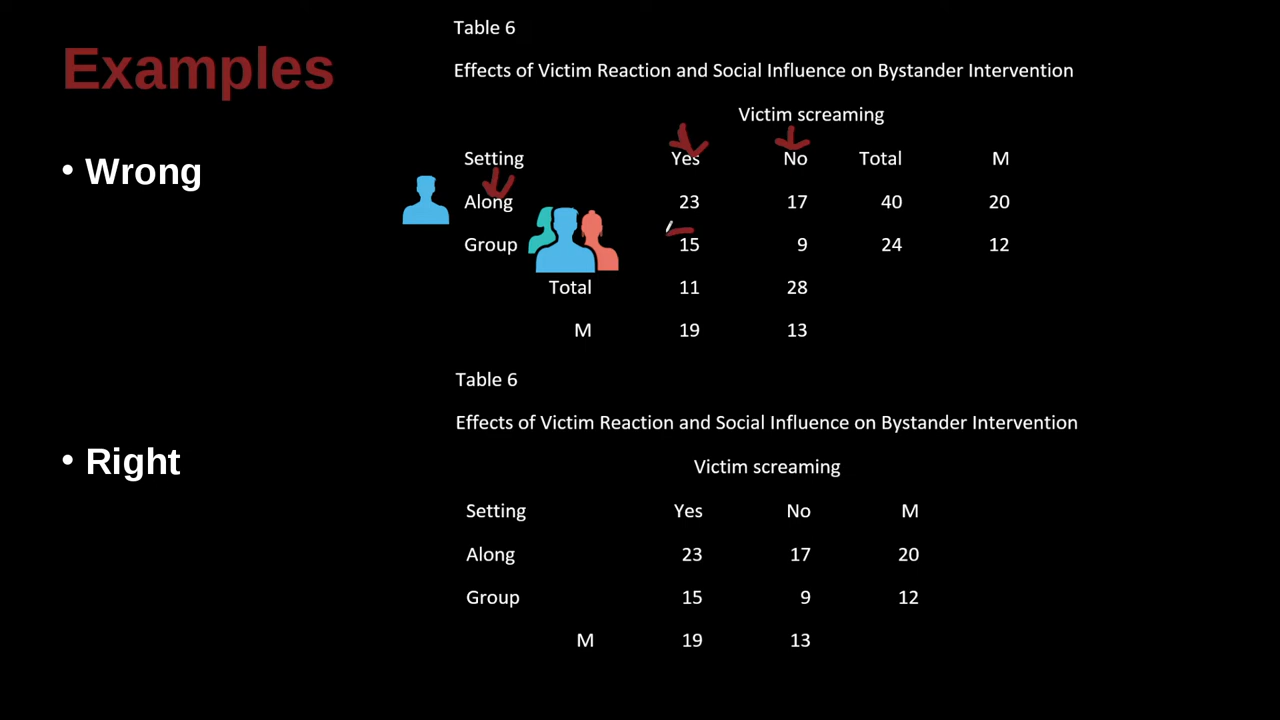 Examples
• Wrong
Table 6
Effects of Victim Reaction and Social Influence on Bystander Intervention
Victim screaming
Setting Yes No Total M
Along 23 17 40 20
Group 15 9 24 12
Total 11 28
M 19 13
• Right
Table 6
Effects of Victim Reaction and Social Influence on Bystander Intervention
Victim screaming
Setting Yes No M
Along 23 17 20
Group 15 9 12
M 19 13